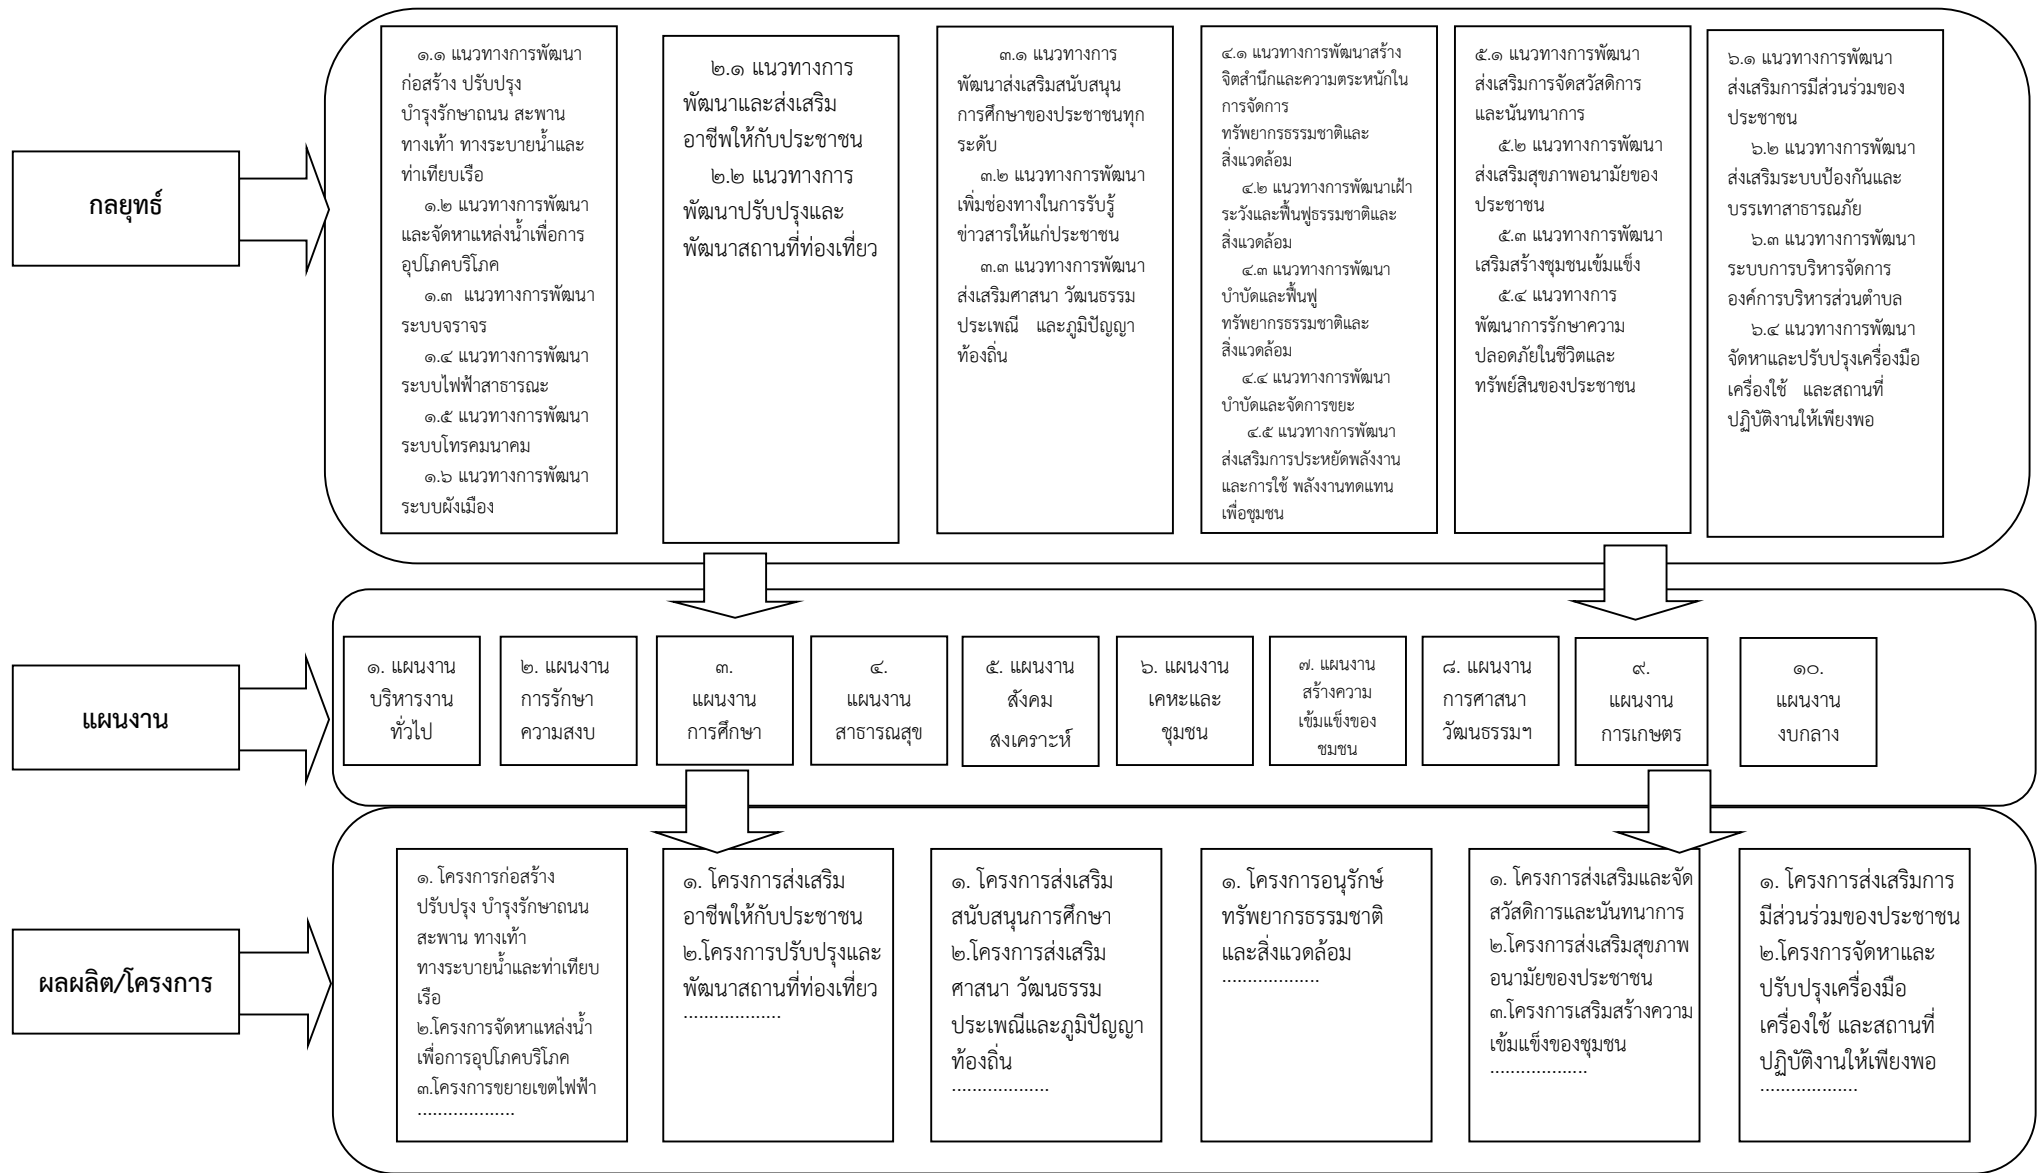 กลยุทธ์
๑.๑ แนวทางการพัฒนา
ก่อสร้าง ปรับปรุง
บำรุงรักษาถนน สะพาน
ทางเท้า ทางระบายน้ำและ
ท่าเทียบเรือ
๑.๒ แนวทางการพัฒนา
และจัดหาแหล่งน้ำเพื่อการ
อุปโภคบริโภค
๑.๓ แนวทางการพัฒนา
ระบบจราจร
๑.๔ แนวทางการพัฒนา
ระบบไฟฟ้าสาธารณะ
๑.๕ แนวทางการพัฒนา
ระบบโทรคมนาคม
๑.๖ แนวทางการพัฒนา
ระบบผังเมือง
๒.๑ แนวทางการ
พัฒนาและส่งเสริม
อาชีพให้กับประชาชน
๒.๒ แนวทางการ
พัฒนาปรับปรุงและ
พัฒนาสถานที่ท่องเที่ยว
๓.๑ แนวทางการ
พัฒนาส่งเสริมสนับสนุน
การศึกษาของประชาชนทุก
ระดับ
๓.๒ แนวทางการพัฒนา
เพิ่มช่องทางในการรับรู้
ข่าวสารให้แก่ประชาชน
๓.๓ แนวทางการพัฒนา
ส่งเสริมศาสนา วัฒนธรรม
ประเพณี และภูมิปัญญา
ท้องถิ่น
๔.๑ แนวทางการพัฒนาสร้าง
จิตสำนึกและความตระหนักใน
การจัดการ
ทรัพยากรธรรมชาติและ
สิ่งแวดล้อม
๔.๒ แนวทางการพัฒนาเฝ้า
ระวังและฟื้นฟูธรรมชาติและ
สิ่งแวดล้อม
๔.๓ แนวทางการพัฒนา
บำบัดและฟื้นฟู
ทรัพยากรธรรมชาติและ
สิ่งแวดล้อม
๔.๔ แนวทางการพัฒนา
บำบัดและจัดการขยะ
๔.๕ แนวทางการพัฒนา
ส่งเสริมการประหยัดพลังงาน
และการใช้ พลังงานทดแทน
เพื่อชุมชน
๕.๑ แนวทางการพัฒนา
ส่งเสริมการจัดสวัสดิการ
และนันทนาการ
๕.๒ แนวทางการพัฒนา
ส่งเสริมสุขภาพอนามัยของ
ประชาชน
๕.๓ แนวทางการพัฒนา
เสริมสร้างชุมชนเข้มแข็ง
๕.๔ แนวทางการ
พัฒนาการรักษาความ
ปลอดภัยในชีวิตและ
ทรัพย์สินของประชาชน
๖.๑ แนวทางการพัฒนา
ส่งเสริมการมีส่วนร่วมของ
ประชาชน
๖.๒ แนวทางการพัฒนา
ส่งเสริมระบบป้องกันและ
บรรเทาสาธารณภัย
๖.๓ แนวทางการพัฒนา
ระบบการบริหารจัดการ
องค์การบริหารส่วนตำบล
๖.๔ แนวทางการพัฒนา
จัดหาและปรับปรุงเครื่องมือ
เครื่องใช้ และสถานที่
ปฏิบัติงานให้เพียงพอ
แผนงาน
๑. แผนงาน
บริหารงาน
ทั่วไป
๒. แผนงาน
การรักษา
ความสงบ
๓.
แผนงาน
การศึกษา
๔.
แผนงาน
สาธารณสุข
๕. แผนงาน
สังคม
สงเคราะห์
๖. แผนงาน
เคหะและ
ชุมชน
๗. แผนงาน
สร้างความ
เข้มแข็งของ
ชมชน
๘. แผนงาน
การศาสนา
วัฒนธรรมฯ
๙.
แผนงาน
การเกษตร
๑๐.
แผนงาน
งบกลาง
ผลผลิต/โครงการ
๑. โครงการก่อสร้าง
ปรับปรุง บำรุงรักษาถนน
สะพาน ทางเท้า
ทางระบายน้ำและท่าเทียบ
เรือ
๒.โครงการจัดหาแหล่งน้ำ
เพื่อการอุปโภคบริโภค
๓.โครงการขยายเขตไฟฟ้า
...................
๑. โครงการส่งเสริม
อาชีพให้กับประชาชน
๒.โครงการปรับปรุงและ
พัฒนาสถานที่ท่องเที่ยว
...................
๑. โครงการส่งเสริม
สนับสนุนการศึกษา
๒.โครงการส่งเสริม
ศาสนา วัฒนธรรม
ประเพณีและภูมิปัญญา
ท้องถิ่น
...................
๑. โครงการอนุรักษ์
ทรัพยากรธรรมชาติ
และสิ่งแวดล้อม
...................
๑. โครงการส่งเสริมและจัด
สวัสดิการและนันทนาการ
๒.โครงการส่งเสริมสุขภาพ
อนามัยของประชาชน
๓.โครงการเสริมสร้างความ
เข้มแข็งของชุมชน
...................
๑. โครงการส่งเสริมการ
มีส่วนร่วมของประชาชน
๒.โครงการจัดหาและ
ปรับปรุงเครื่องมือ
เครื่องใช้ และสถานที่
ปฏิบัติงานให้เพียงพอ
...................